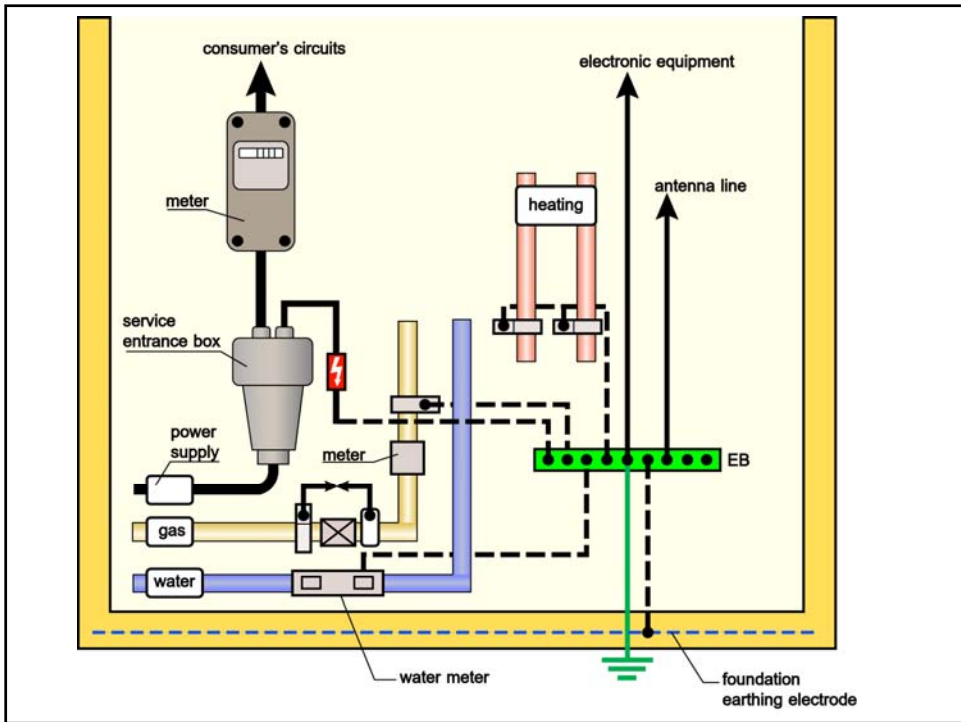 consumer's circuits
electronic equipment
antenna line
heating
meter
service
entrance box
power
supply
meter
EB
gas
water
water meter
foundation
earthing electrode